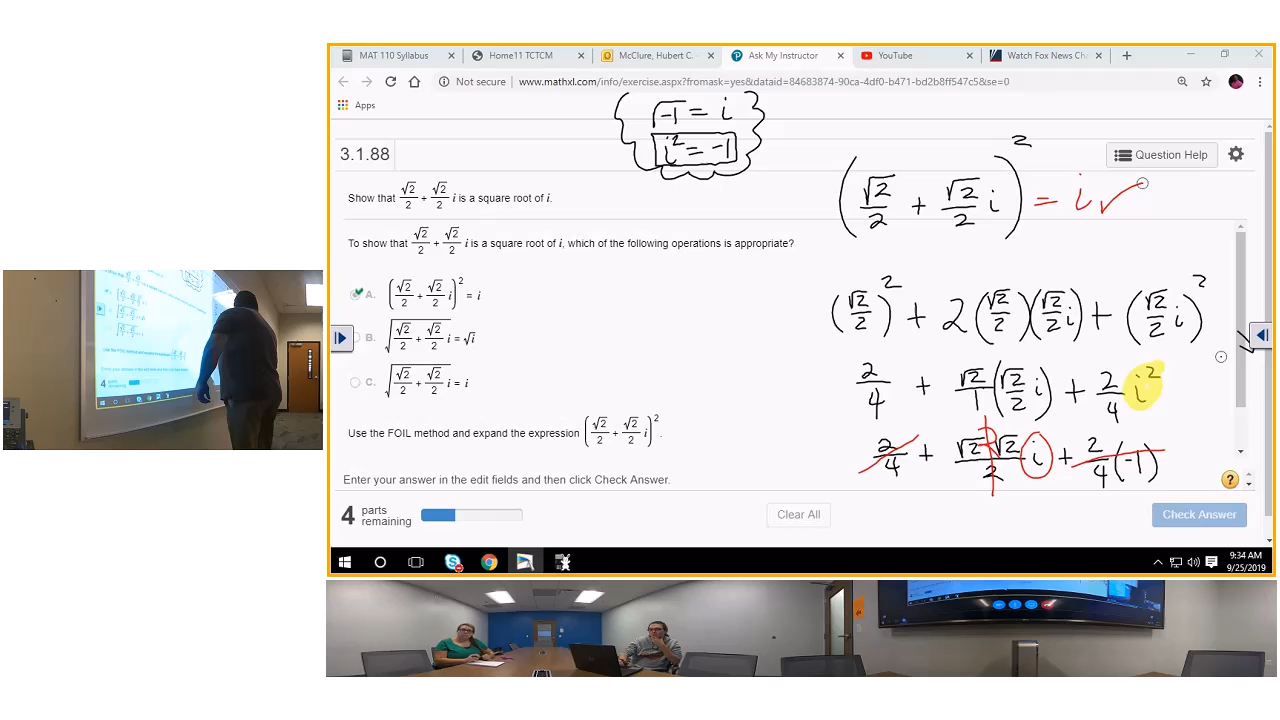 MAT 110 Syllabus-
Home11 TCTCM
McClure, Hubert C. -
Ask My Instructor
YouTube
Watch Fox News Ch
Not secure | www.mathxl.com/info/exercise.aspx?fromask=yes&dataid=84683874-90ca-4df0-b471-bd2b8ff547c5&se=0
Apps
√-1 = i
i² = -1
3.1.88
Question Help
(√2/2 + √2/2 i)² = i ✓
Show that √2/2 + √2/2 i is a square root of i.
To show that √2/2 + √2/2 i is a square root of i, which of the following operations is appropriate?
A. (√2/2 + √2/2 i)² = i
B. √(√2/2 + √2/2) i = √i
C. √(√2/2 + √2/2) i = i
(√2/2)² + 2(√2/2)(√2/2 i) + (√2/2 i)²
2/4 + √2/1 (√2/2 i) + 2/4 i²
2/4 + √2 √2/2 i + 2/4 (-1)
Use the FOIL method and expand the expression (√2/2 + √2/2 i)².
Enter your answer in the edit fields and then click Check Answer.
4 parts remaining
Clear All
Check Answer
?
9:34 AM
9/25/2019